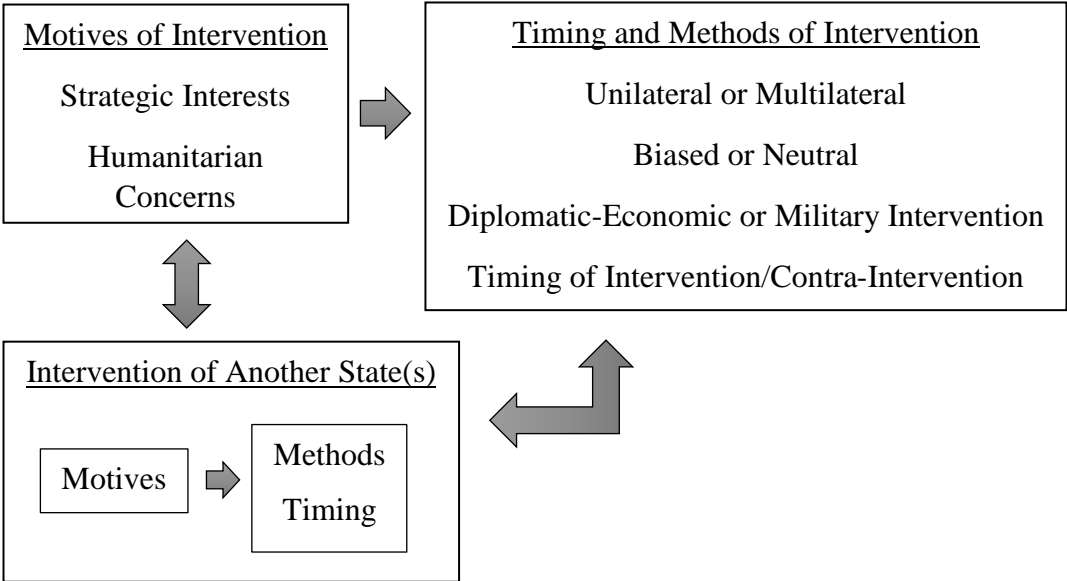 Motives of Intervention
Strategic Interests
Humanitarian
Concerns
Timing and Methods of Intervention
Unilateral or Multilateral
Biased or Neutral
Diplomatic-Economic or Military Intervention
Timing of Intervention/Contra-Intervention
Intervention of Another State(s)
Motives
Methods
Timing